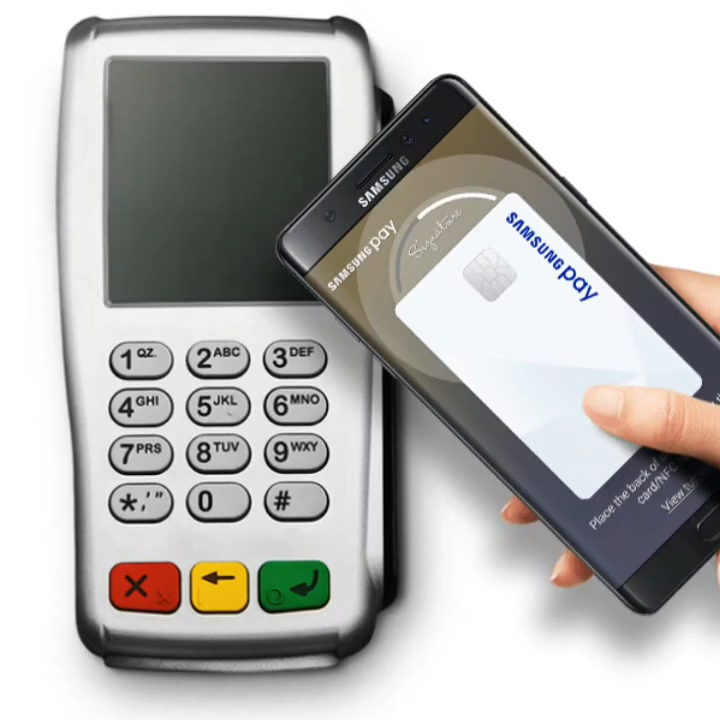 SAMSUNG
SAMSUNG pay
Signature
SAMSUNG pay
Place the back of
card/NFC
View
1 QZ.
2 ABC
3 DEF
4 GHI
5 JKL
6 MNO
7 PRS
8 TUV
9 WXY
*,'"
0
#